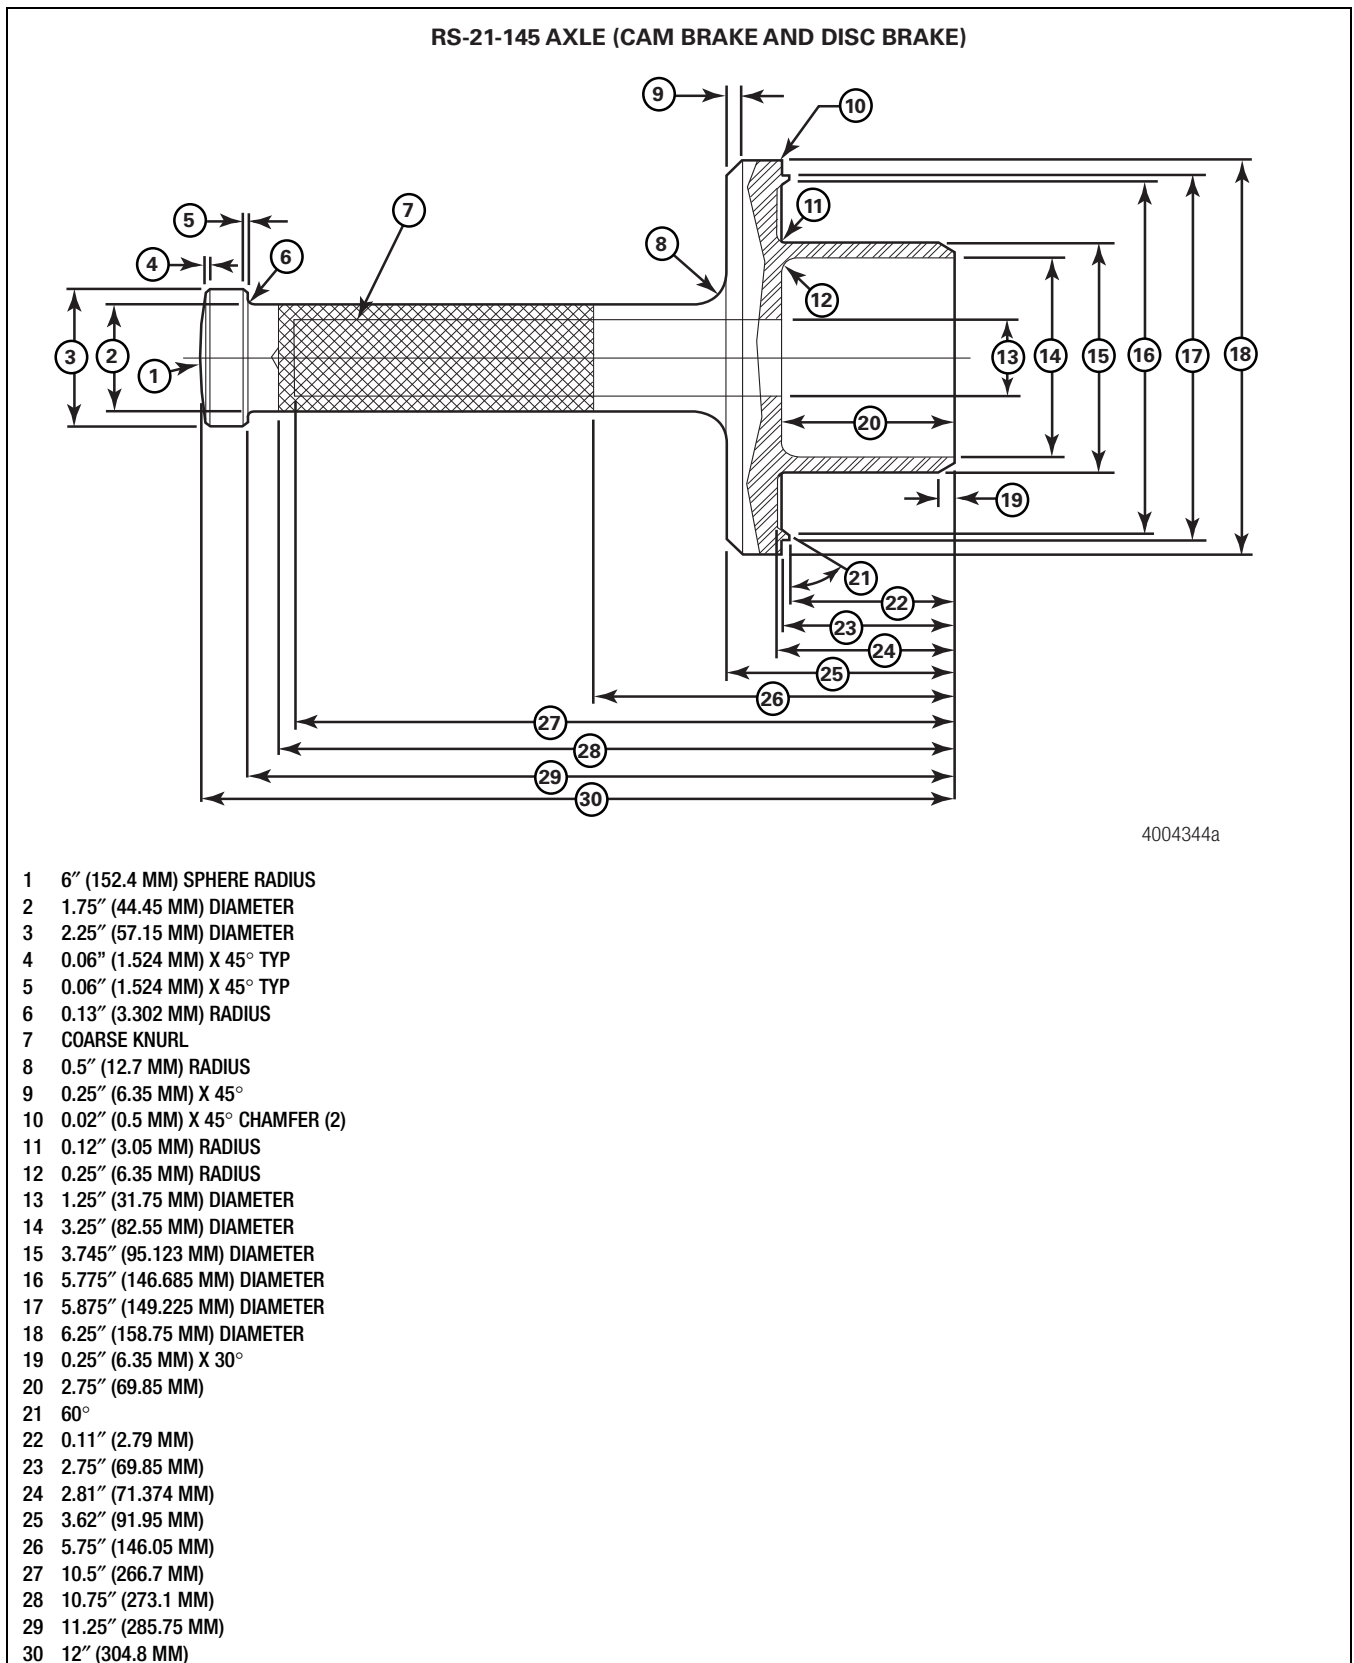 RS-21-145 AXLE (CAM BRAKE AND DISC BRAKE)
9
10
5
7
11
8
6
4
12
3
2
1
13
14
15
16
17
18
20
19
21
22
23
24
25
26
27
28
29
30
4004344a
1 6″ (152.4 MM) SPHERE RADIUS
2 1.75″ (44.45 MM) DIAMETER
3 2.25″ (57.15 MM) DIAMETER
4 0.06” (1.524 MM) X 45° TYP
5 0.06″ (1.524 MM) X 45° TYP
6 0.13″ (3.302 MM) RADIUS
7 COARSE KNURL
8 0.5″ (12.7 MM) RADIUS
9 0.25″ (6.35 MM) X 45°
10 0.02″ (0.5 MM) X 45° CHAMFER (2)
11 0.12″ (3.05 MM) RADIUS
12 0.25″ (6.35 MM) RADIUS
13 1.25″ (31.75 MM) DIAMETER
14 3.25″ (82.55 MM) DIAMETER
15 3.745″ (95.123 MM) DIAMETER
16 5.775″ (146.685 MM) DIAMETER
17 5.875″ (149.225 MM) DIAMETER
18 6.25″ (158.75 MM) DIAMETER
19 0.25″ (6.35 MM) X 30°
20 2.75″ (69.85 MM)
21 60°
22 0.11″ (2.79 MM)
23 2.75″ (69.85 MM)
24 2.81″ (71.374 MM)
25 3.62″ (91.95 MM)
26 5.75″ (146.05 MM)
27 10.5″ (266.7 MM)
28 10.75″ (273.1 MM)
29 11.25″ (285.75 MM)
30 12″ (304.8 MM)